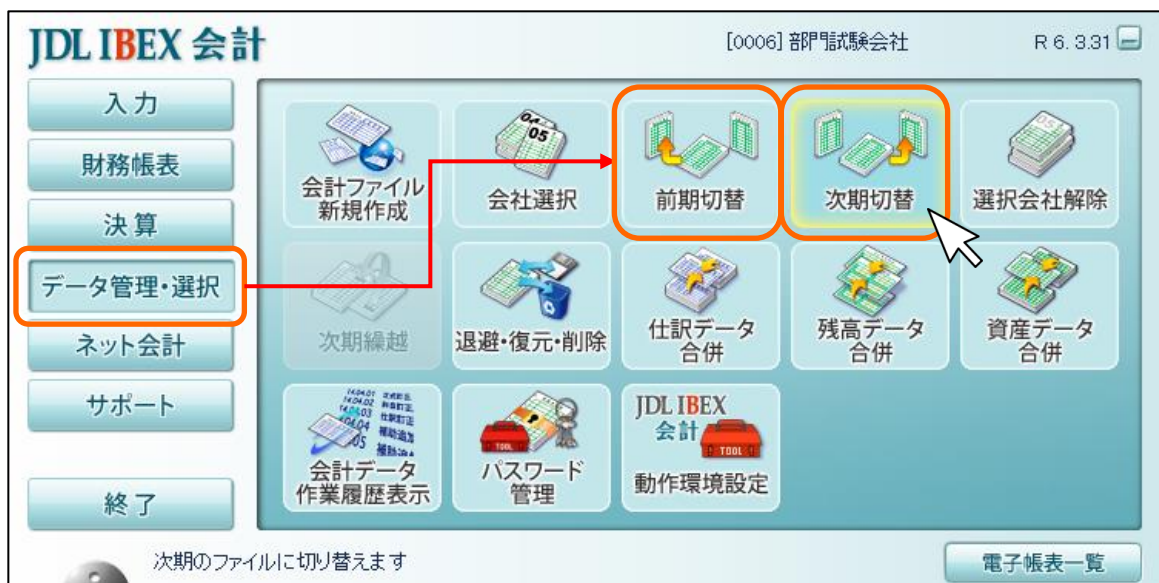 JDL IBEX 会計
[0006] 部門試験会社
R 6. 3.31
入力
財務帳表
決算
データ管理・選択
ネット会計
サポート
終了
会計ファイル
新規作成
05
会社選択
前期切替
次期切替
選択会社解除
次期繰越
退避・復元・削除
仕訳データ
合併
残高データ
合併
資産データ
合併
会計データ
作業履歴表示
TOOL
パスワード
管理
JDL IBEX
会計
TOOL
動作環境設定
次期のファイルに切り替えます
電子帳表一覧